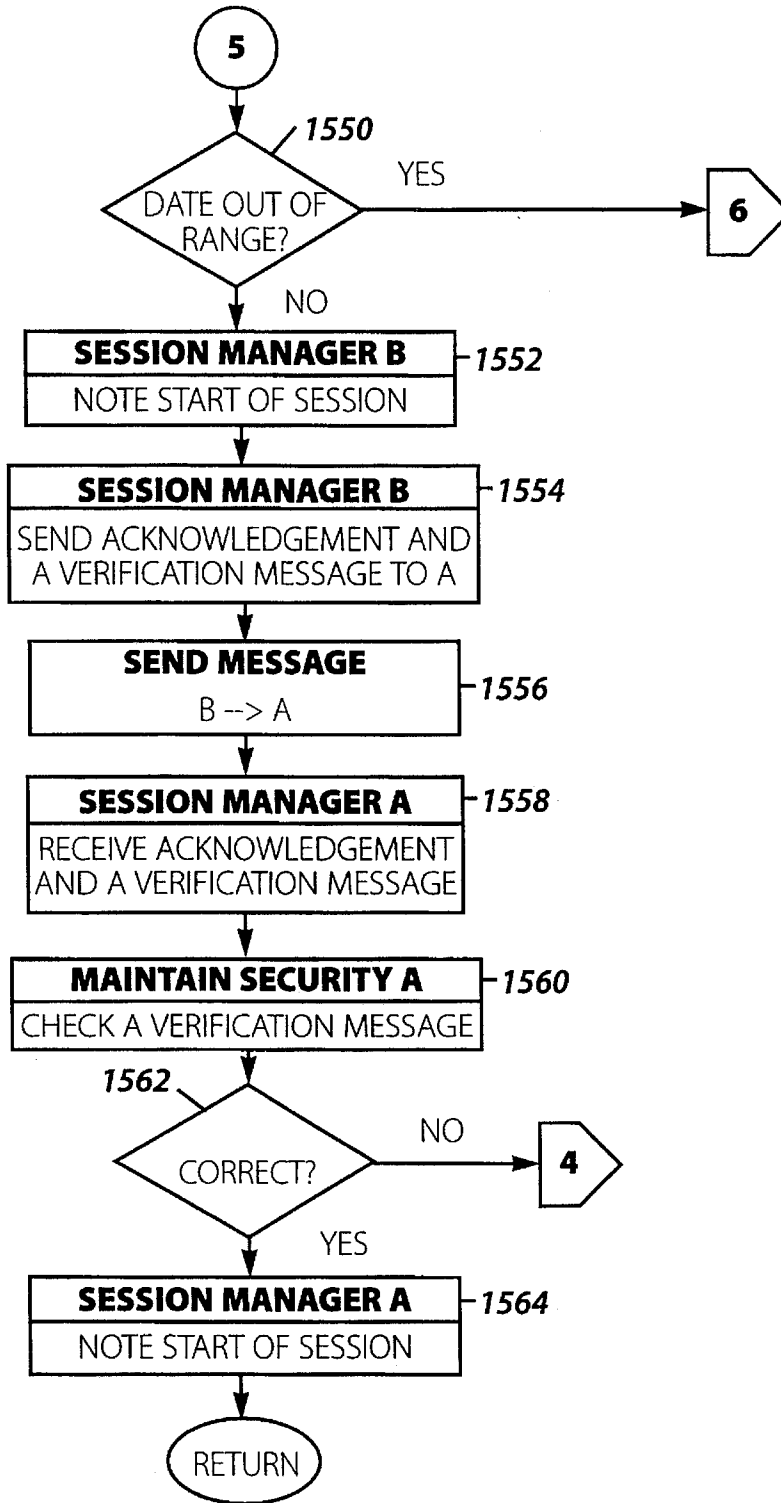 5
1550
YES
DATE OUT OF
RANGE?
6
NO
SESSION MANAGER B
1552
NOTE START OF SESSION
SESSION MANAGER B
1554
SEND ACKNOWLEDGEMENT AND
A VERIFICATION MESSAGE TO A
SEND MESSAGE
1556
B --> A
SESSION MANAGER A
1558
RECEIVE ACKNOWLEDGEMENT
AND A VERIFICATION MESSAGE
MAINTAIN SECURITY A
1560
CHECK A VERIFICATION MESSAGE
1562
NO
CORRECT?
4
YES
SESSION MANAGER A
1564
NOTE START OF SESSION
RETURN